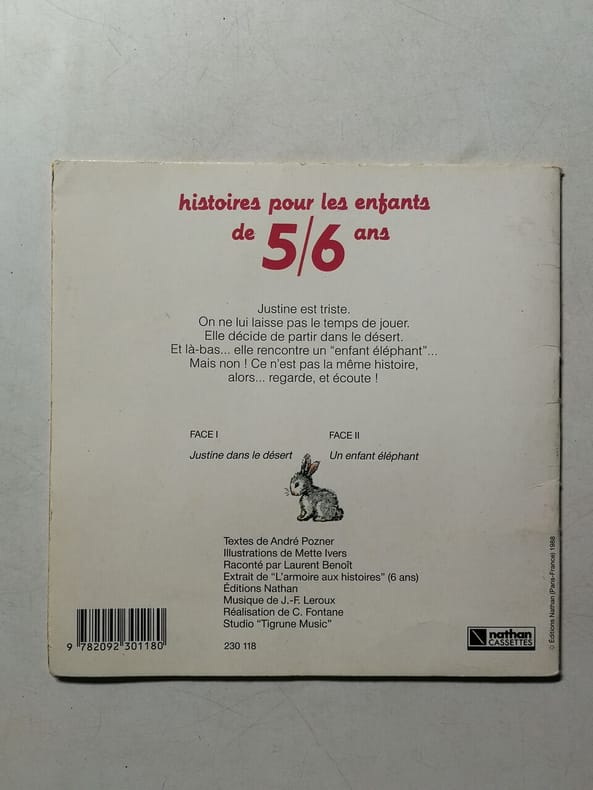 histoires pour les enfants
de 5/6 ans
Justine est triste.
On ne lui laisse pas le temps de jouer.
Elle décide de partir dans le désert.
Et là-bas... elle rencontre un “enfant éléphant”...
Mais non ! Ce n'est pas la même histoire,
alors... regarde, et écoute !
FACE I
Justine dans le désert
FACE II
Un enfant éléphant
Textes de André Pozner
Illustrations de Mette Ivers
Raconté par Laurent Benoît
Extrait de “L'armoire aux histoires” (6 ans)
Éditions Nathan
Musique de J.-F. Leroux
Réalisation de C. Fontane
Studio “Tigrune Music”
230 118
9 782092 301180
nathan
CASSETTES
© Éditions Nathan (Paris-France) 1988